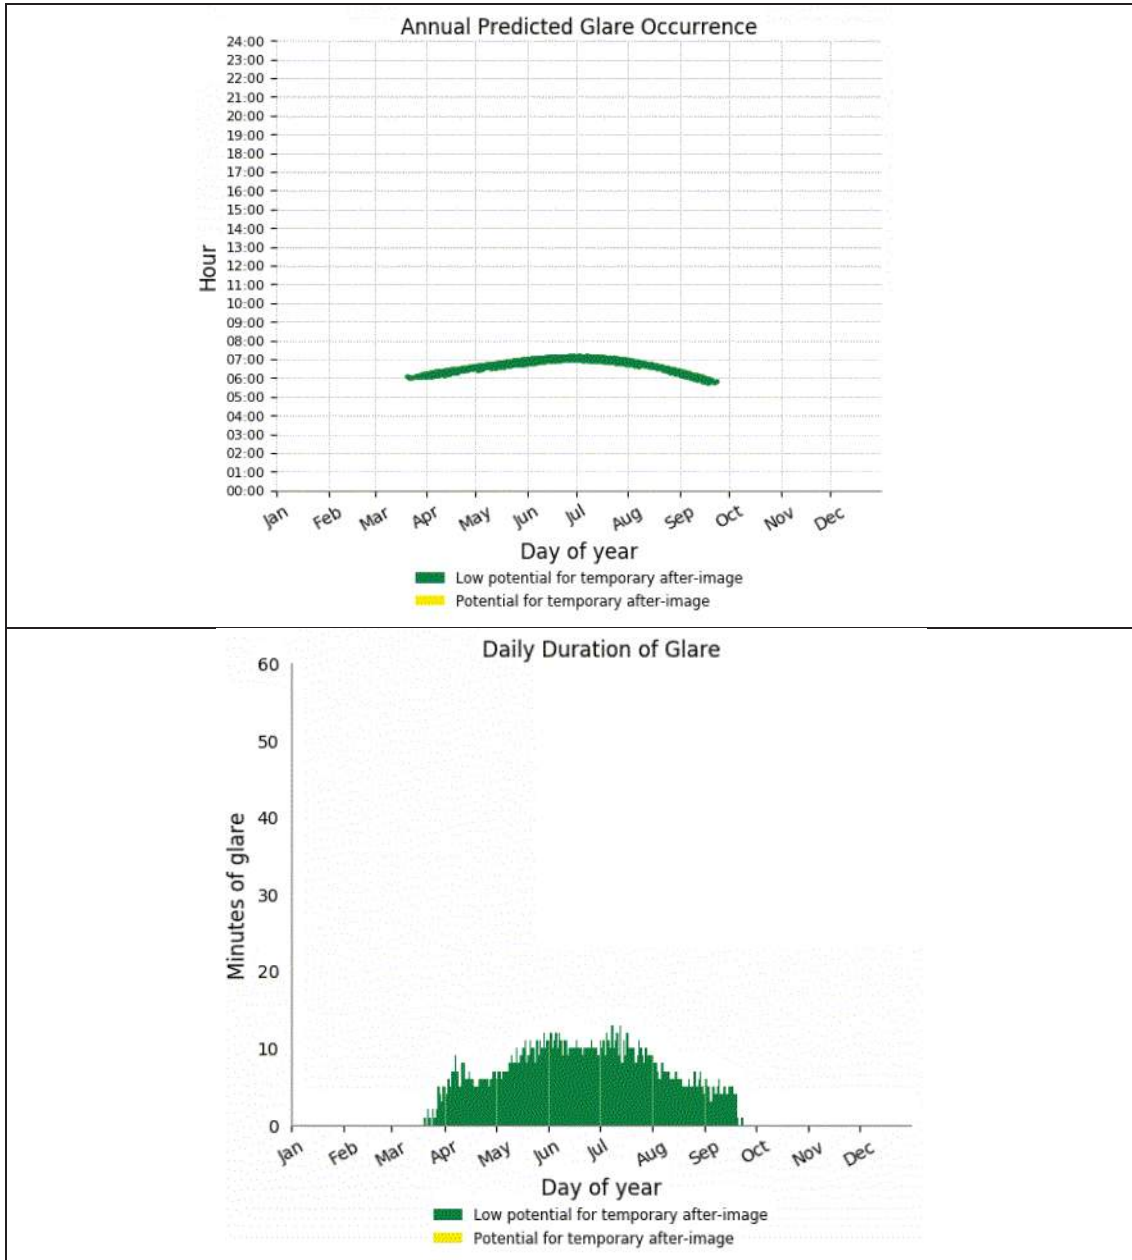 Annual Predicted Glare Occurrence
24:00
23:00
22:00
21:00
20:00
19:00
18:00
17:00
16:00
15:00
14:00
13:00
12:00
11:00
10:00
09:00
08:00
07:00
06:00
05:00
04:00
03:00
02:00
01:00
00:00
Hour
Jan Feb Mar Apr May Jun Jul Aug Sep Oct Nov Dec
Day of year
Low potential for temporary after-image
Potential for temporary after-image
Daily Duration of Glare
60
50
40
30
20
10
0
Minutes of glare
Jan Feb Mar Apr May Jun Jul Aug Sep Oct Nov Dec
Day of year
Low potential for temporary after-image
Potential for temporary after-image